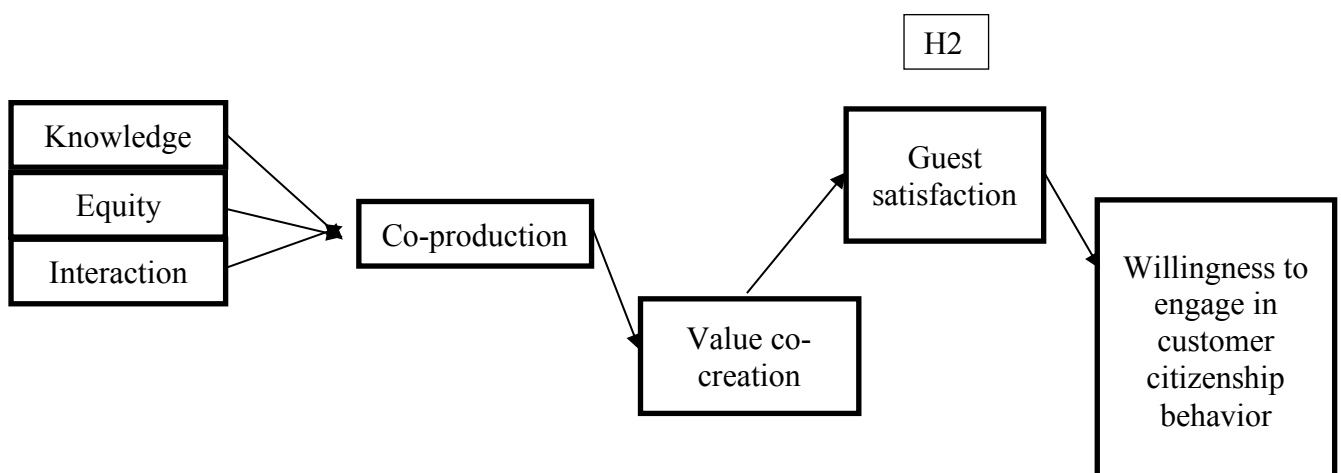 H2
Knowledge
Equity
Interaction
Co-production
Value co-
creation
Guest
satisfaction
Willingness to
engage in
customer
citizenship
behavior